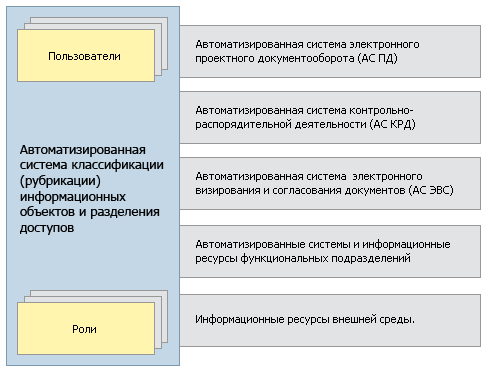 Пользователи
Автоматизированная
система классификации
(рубрикации)
информационных
объектов и разделения
доступов
Роли
Автоматизированная система электронного
проектного документооборота (АС ПД)
Автоматизированная система контрольно-
распорядительной деятельности (АС КРД)
Автоматизированная система электронного
визирования и согласования документов (АС ЭВС)
Автоматизированные системы и информационные
ресурсы функциональных подразделений
Информационные ресурсы внешней среды.